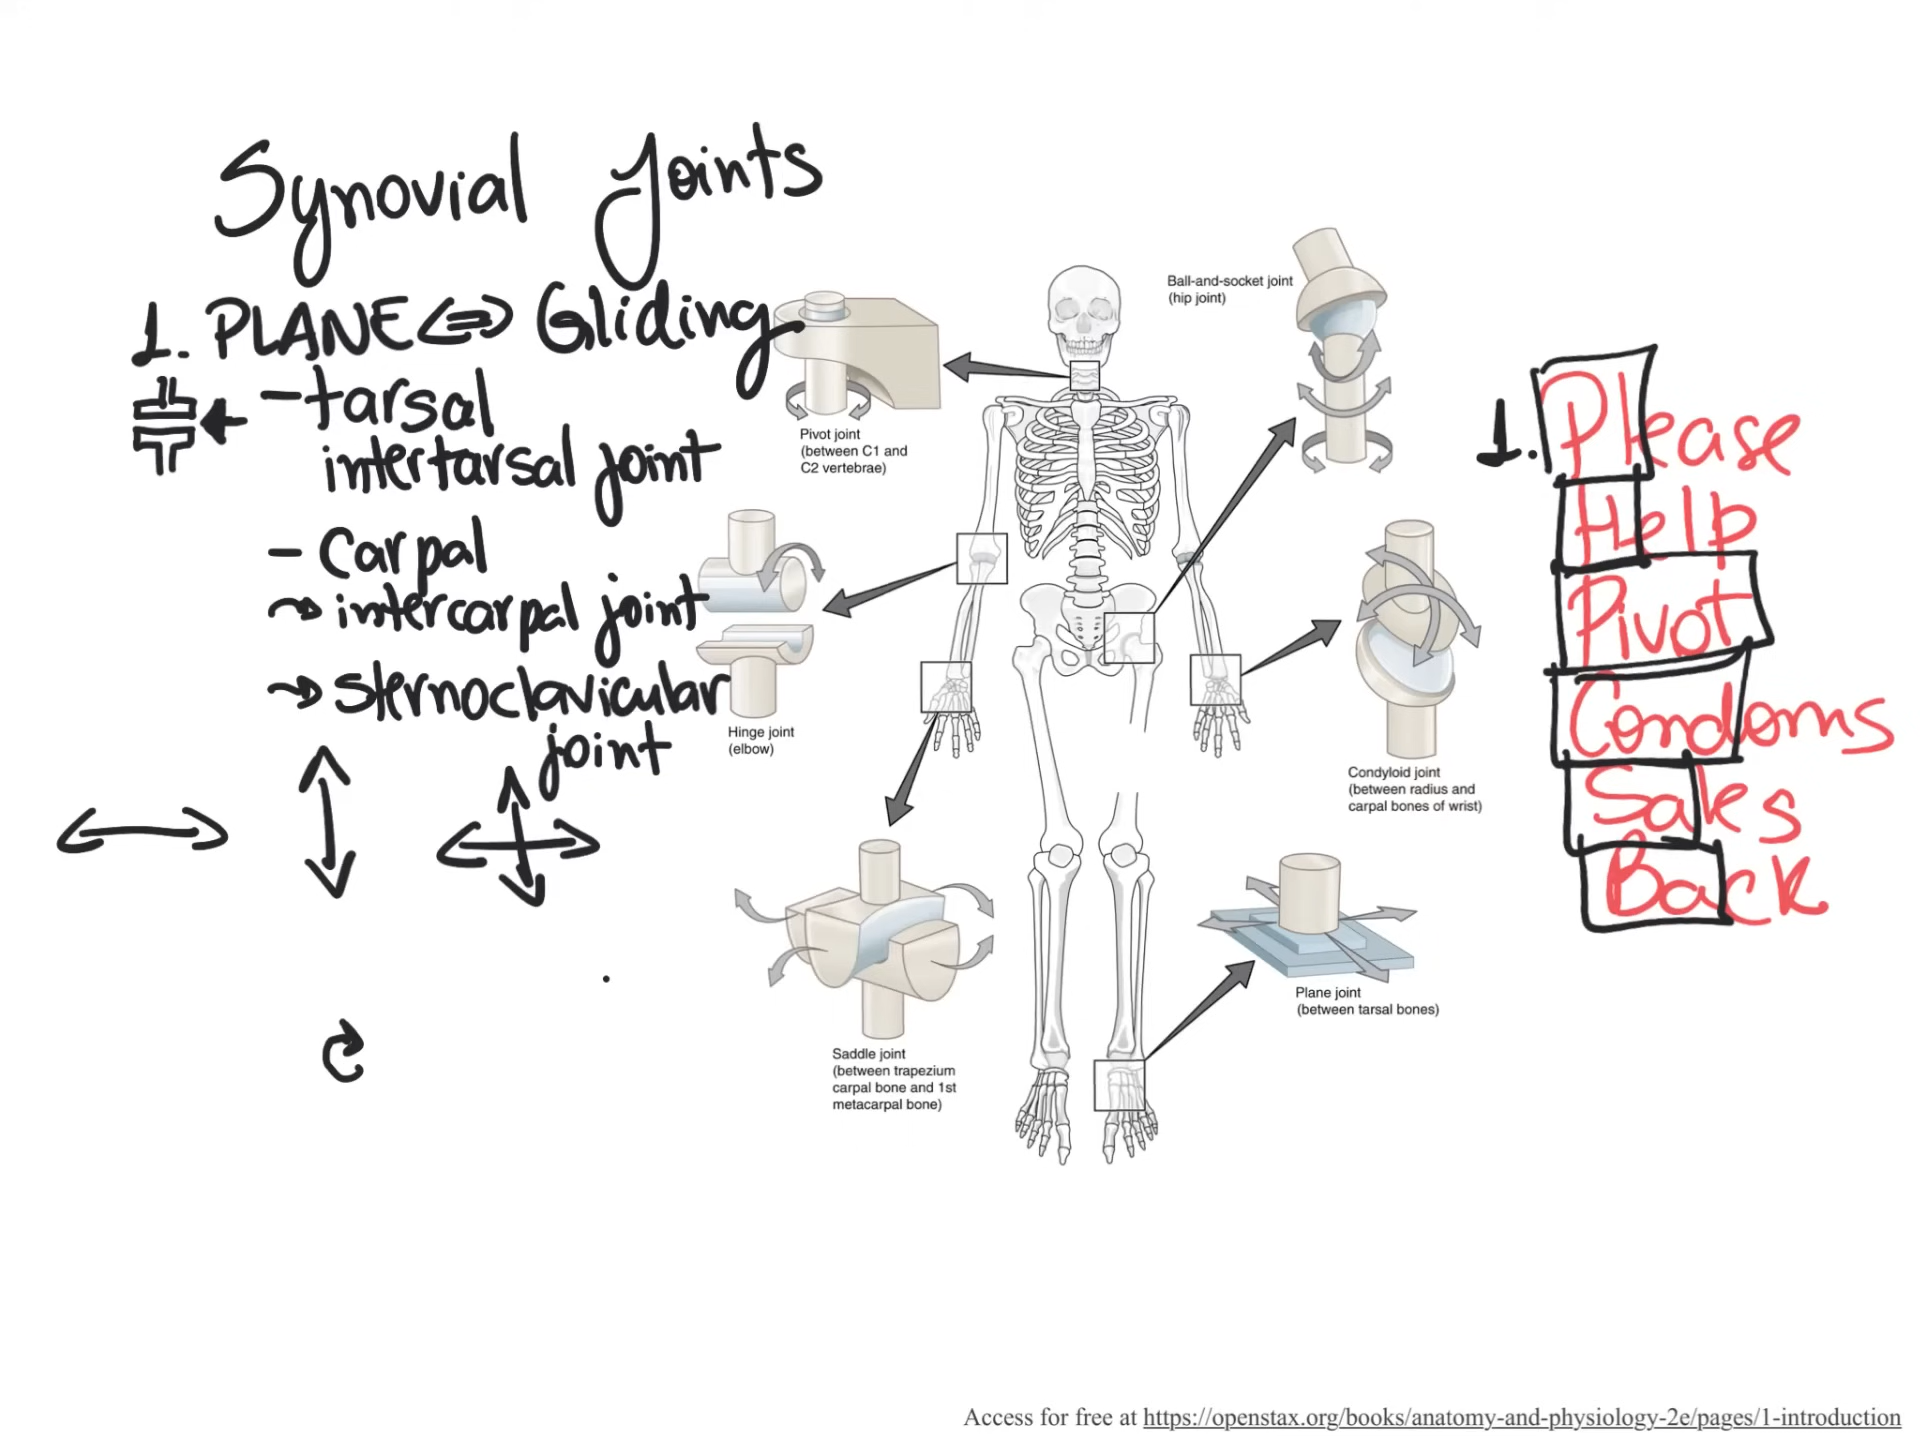 Synovial Joints
1. PLANE <=> Gliding
- tarsal
intertarsal joint
- Carpal
→ intercarpal joint
→ sternoclavicular
joint
Pivot joint
(between C1 and
C2 vertebrae)
Hinge joint
(elbow)
Saddle joint
(between trapezium
carpal bone and 1st
metacarpal bone)
Ball-and-socket joint
(hip joint)
Condyloid joint
(between radius and
carpal bones of wrist)
Plane joint
(between tarsal bones)
1. Please
Help
Pivot
Condoms
Sales
Back
Access for free at https://openstax.org/books/anatomy-and-physiology-2e/pages/1-introduction